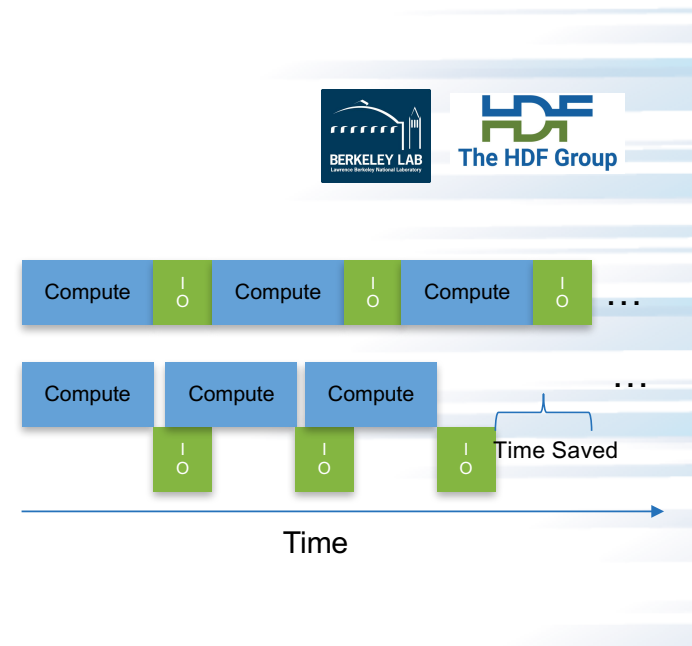 BERKELEY LAB
Lawrence Berkeley National Laboratory
HDF
The HDF Group
Compute
I
O
Compute
I
O
Compute
I
O
...
Compute
Compute
Compute
...
I
O
I
O
I
O
Time Saved
Time